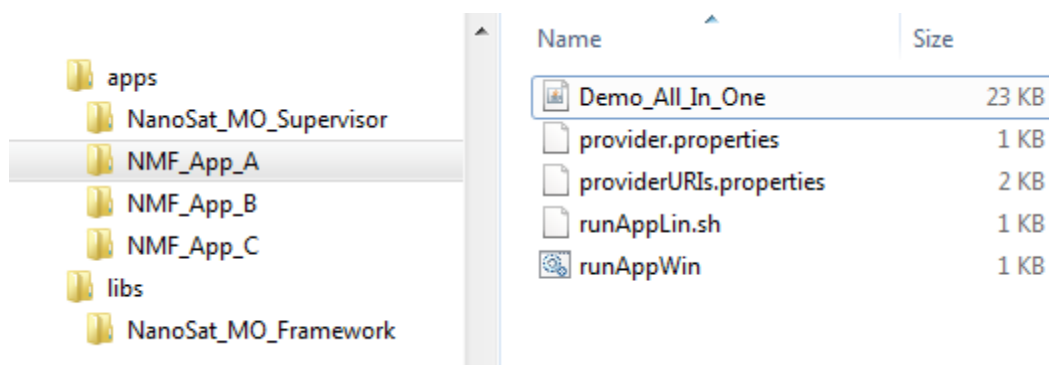 apps
NanoSat_MO_Supervisor
NMF_App_A
NMF_App_B
NMF_App_C
libs
NanoSat_MO_Framework
Name Size
Demo_All_In_One 23 KB
provider.properties 1 KB
providerURIs.properties 2 KB
runAppLin.sh 1 KB
runAppWin 1 KB